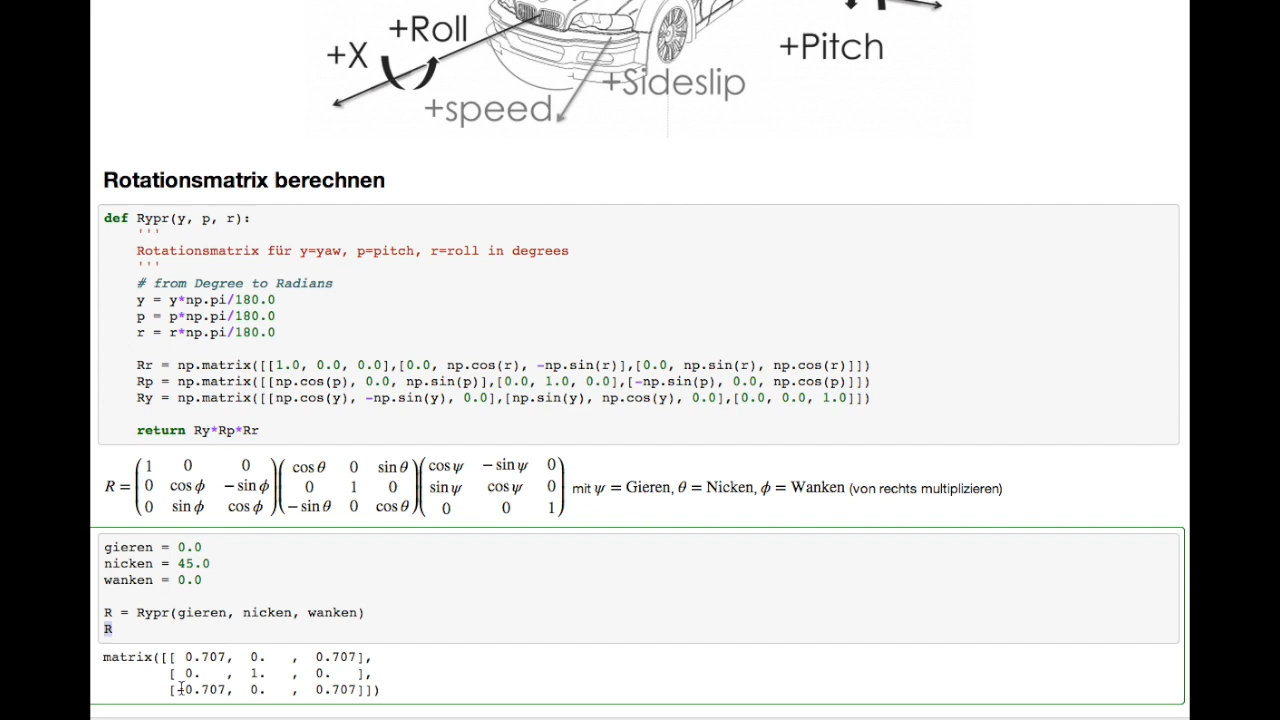 +Roll
+X
+Pitch
+Sideslip
+speed
Rotationsmatrix berechnen
def Rypr(y, p, r):
'''
Rotationsmatrix für y=yaw, p=pitch, r=roll in degrees
'''
# from Degree to Radians
y = y*np.pi/180.0
p = p*np.pi/180.0
r = r*np.pi/180.0
Rr = np.matrix([[1.0, 0.0, 0.0],[0.0, np.cos(r), -np.sin(r)],[0.0, np.sin(r), np.cos(r)]])
Rp = np.matrix([[np.cos(p), 0.0, np.sin(p)],[0.0, 1.0, 0.0],[-np.sin(p), 0.0, np.cos(p)]])
Ry = np.matrix([[np.cos(y), -np.sin(y), 0.0],[np.sin(y), np.cos(y), 0.0],[0.0, 0.0, 1.0]])
return Ry*Rp*Rr
1 0 0 cos θ 0 sin θ cos ψ − sin ψ 0
R = 0 cos ϕ − sin ϕ 0 1 0 sin ψ cos ψ 0 mit ψ = Gieren, θ = Nicken, ϕ = Wanken (von rechts multiplizieren)
0 sin ϕ cos ϕ − sin θ 0 cos θ 0 0 1
gieren = 0.0
nicken = 45.0
wanken = 0.0
R = Rypr(gieren, nicken, wanken)
R
matrix([[ 0.707, 0. , 0.707],
[ 0. , 1. , 0. ],
[-0.707, 0. , 0.707]])